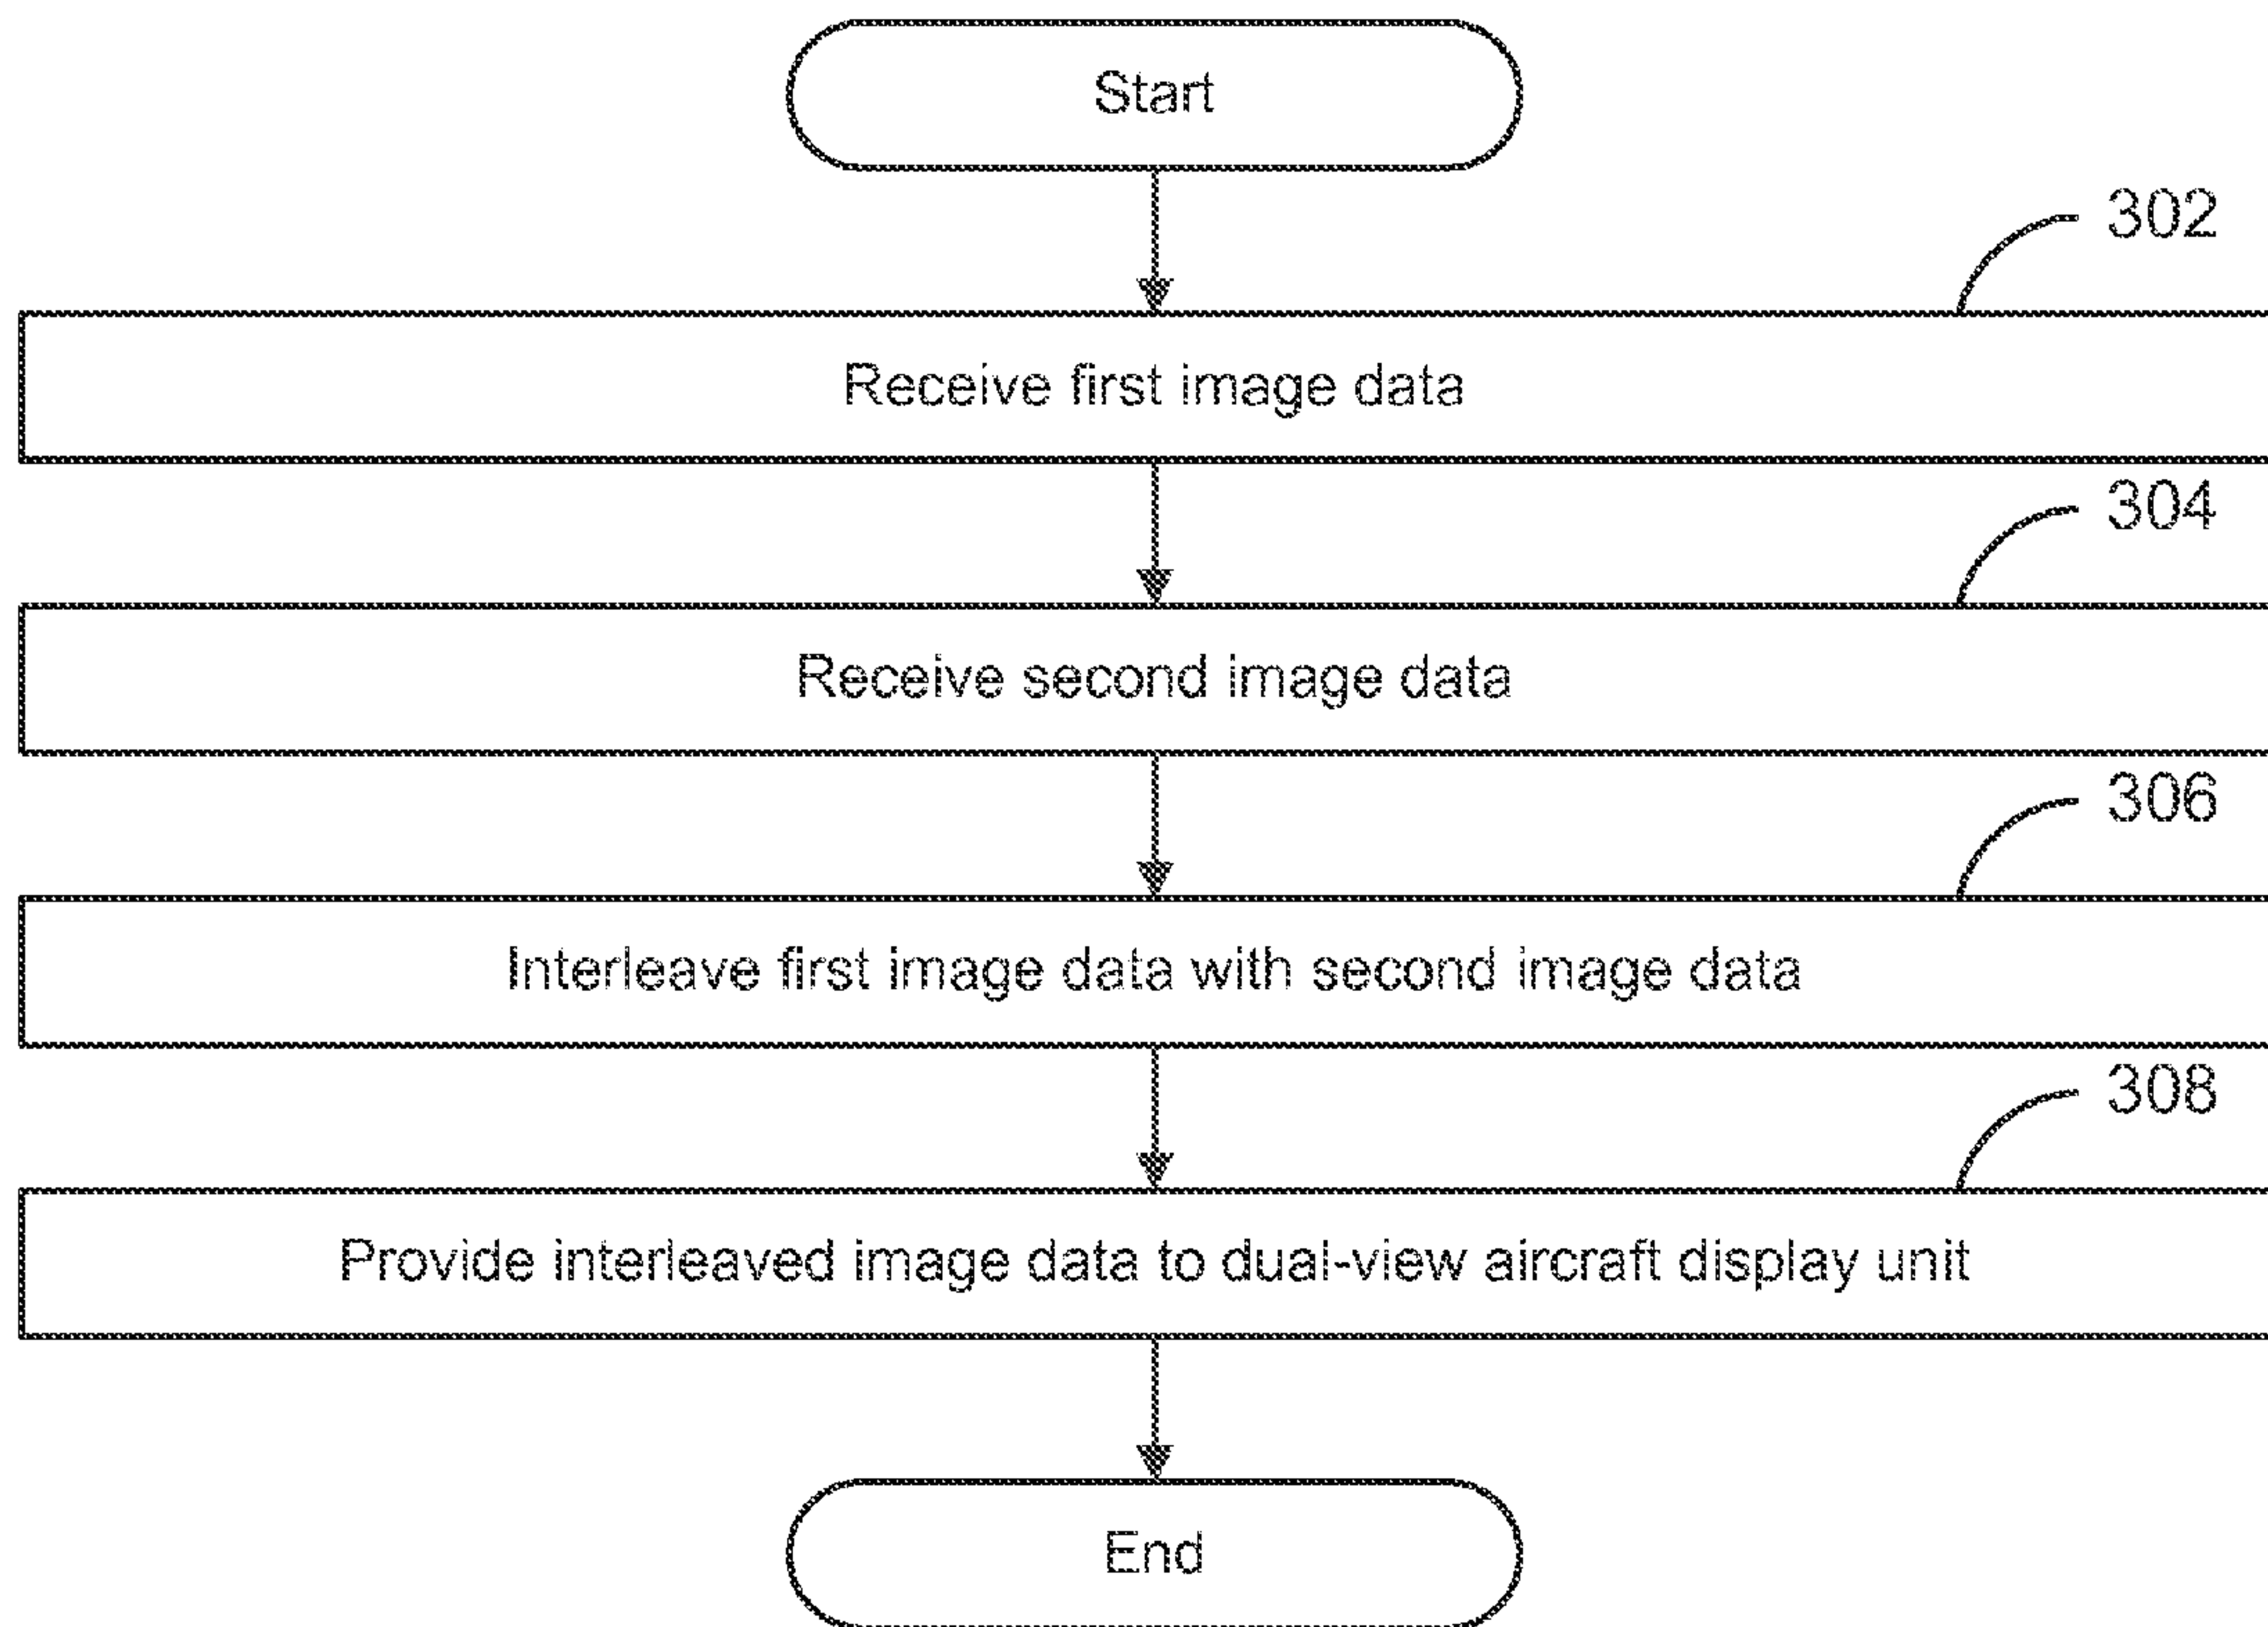 Start
302
Receive first image data
304
Receive second image data
306
Interleave first image data with second image data
308
Provide interleaved image data to dual-view aircraft display unit
End